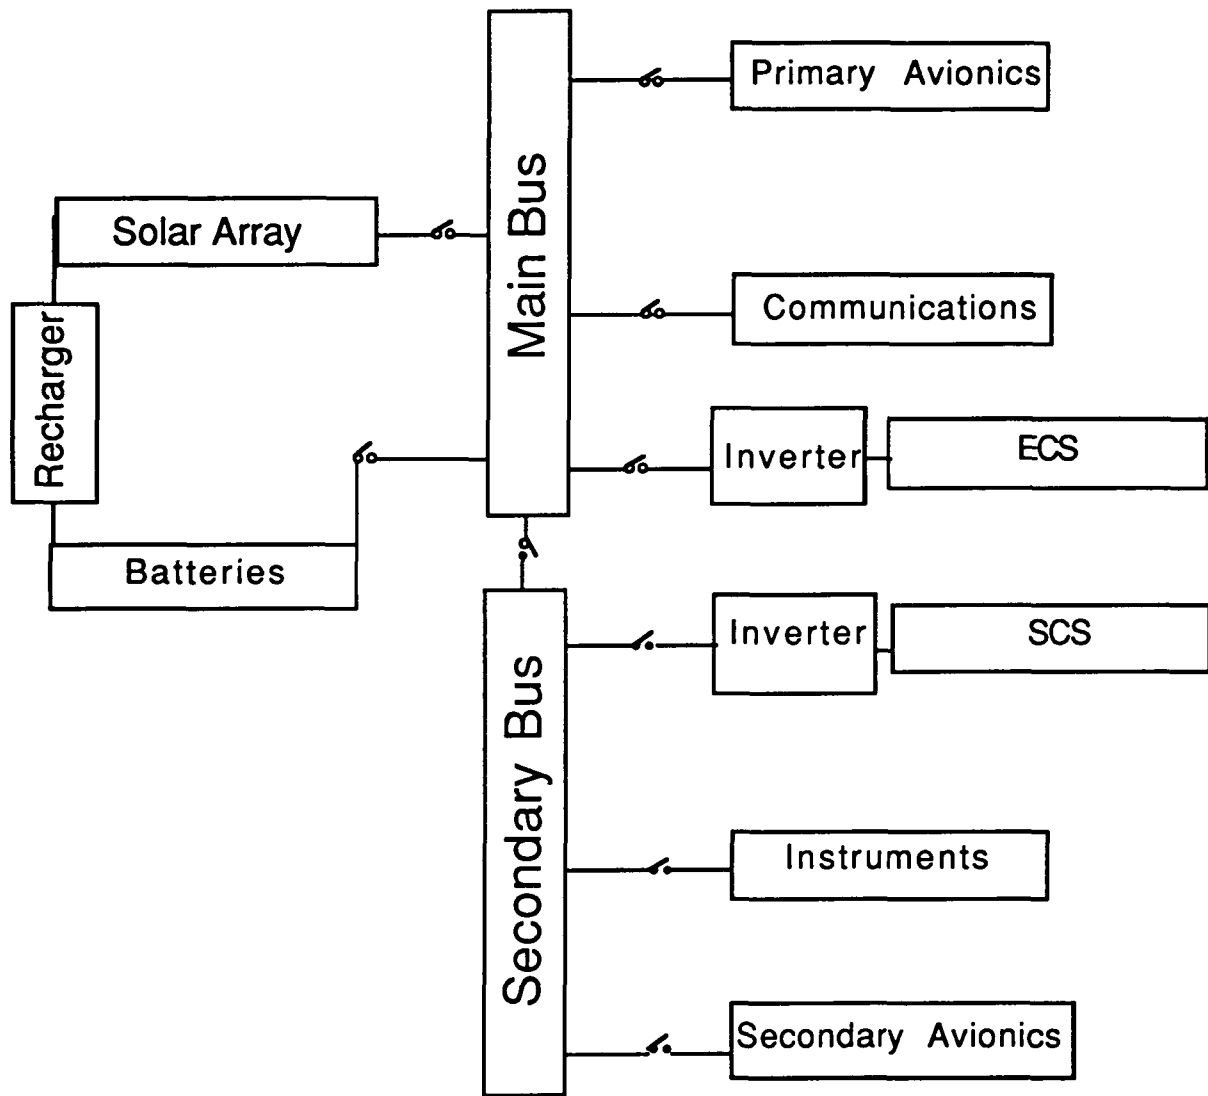 Primary Avionics
Solar Array
Main Bus
Communications
Recharger
Inverter
ECS
Batteries
Inverter
SCS
Secondary Bus
Instruments
Secondary Avionics